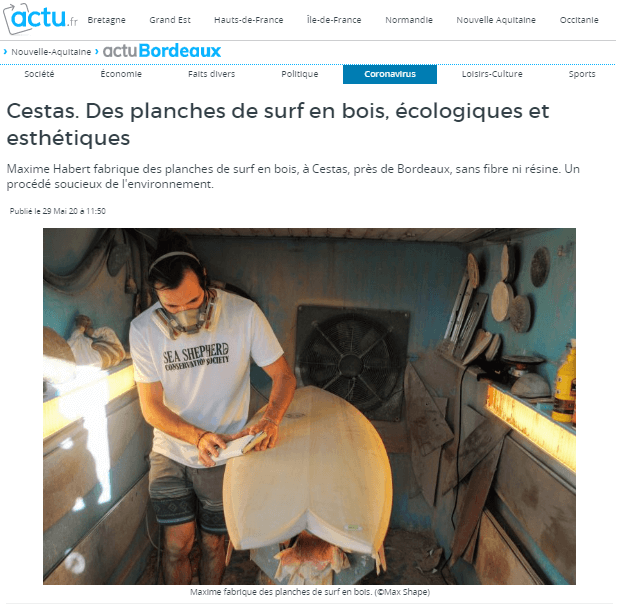 actu.fr
Bretagne Grand Est Hauts-de-France Île-de-France Normandie Nouvelle Aquitaine Occitanie
› Nouvelle-Aquitaine › actuBordeaux
Société Économie Faits divers Politique Coronavirus Loisirs-Culture Sports
Cestas. Des planches de surf en bois, écologiques et
esthétiques
Maxime Habert fabrique des planches de surf en bois, à Cestas, près de Bordeaux, sans fibre ni résine. Un
procédé soucieux de l'environnement.
Publié le 29 Mai 20 à 11:50
SEA SHEPHERD
CONSERVATION SOCIETY
Maxime fabrique des planches de surf en bois. (©Max Shape)